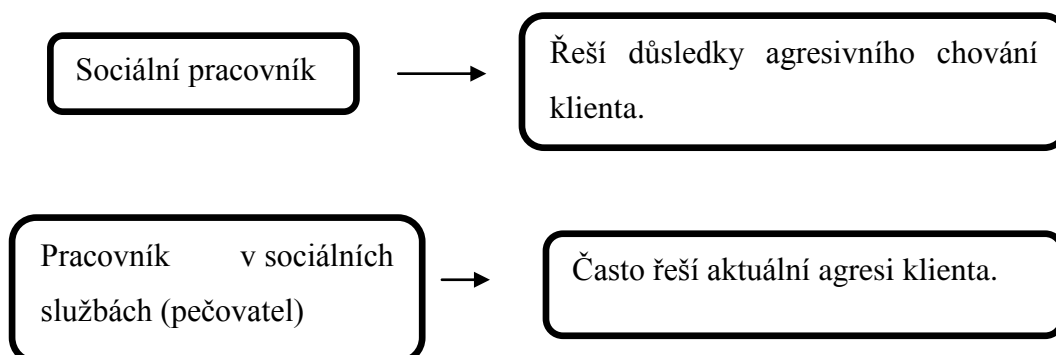 Sociální pracovník
Řeší důsledky agresivního chování
klienta.
Pracovník v sociálních
službách (pečovatel)
Často řeší aktuální agresi klienta.